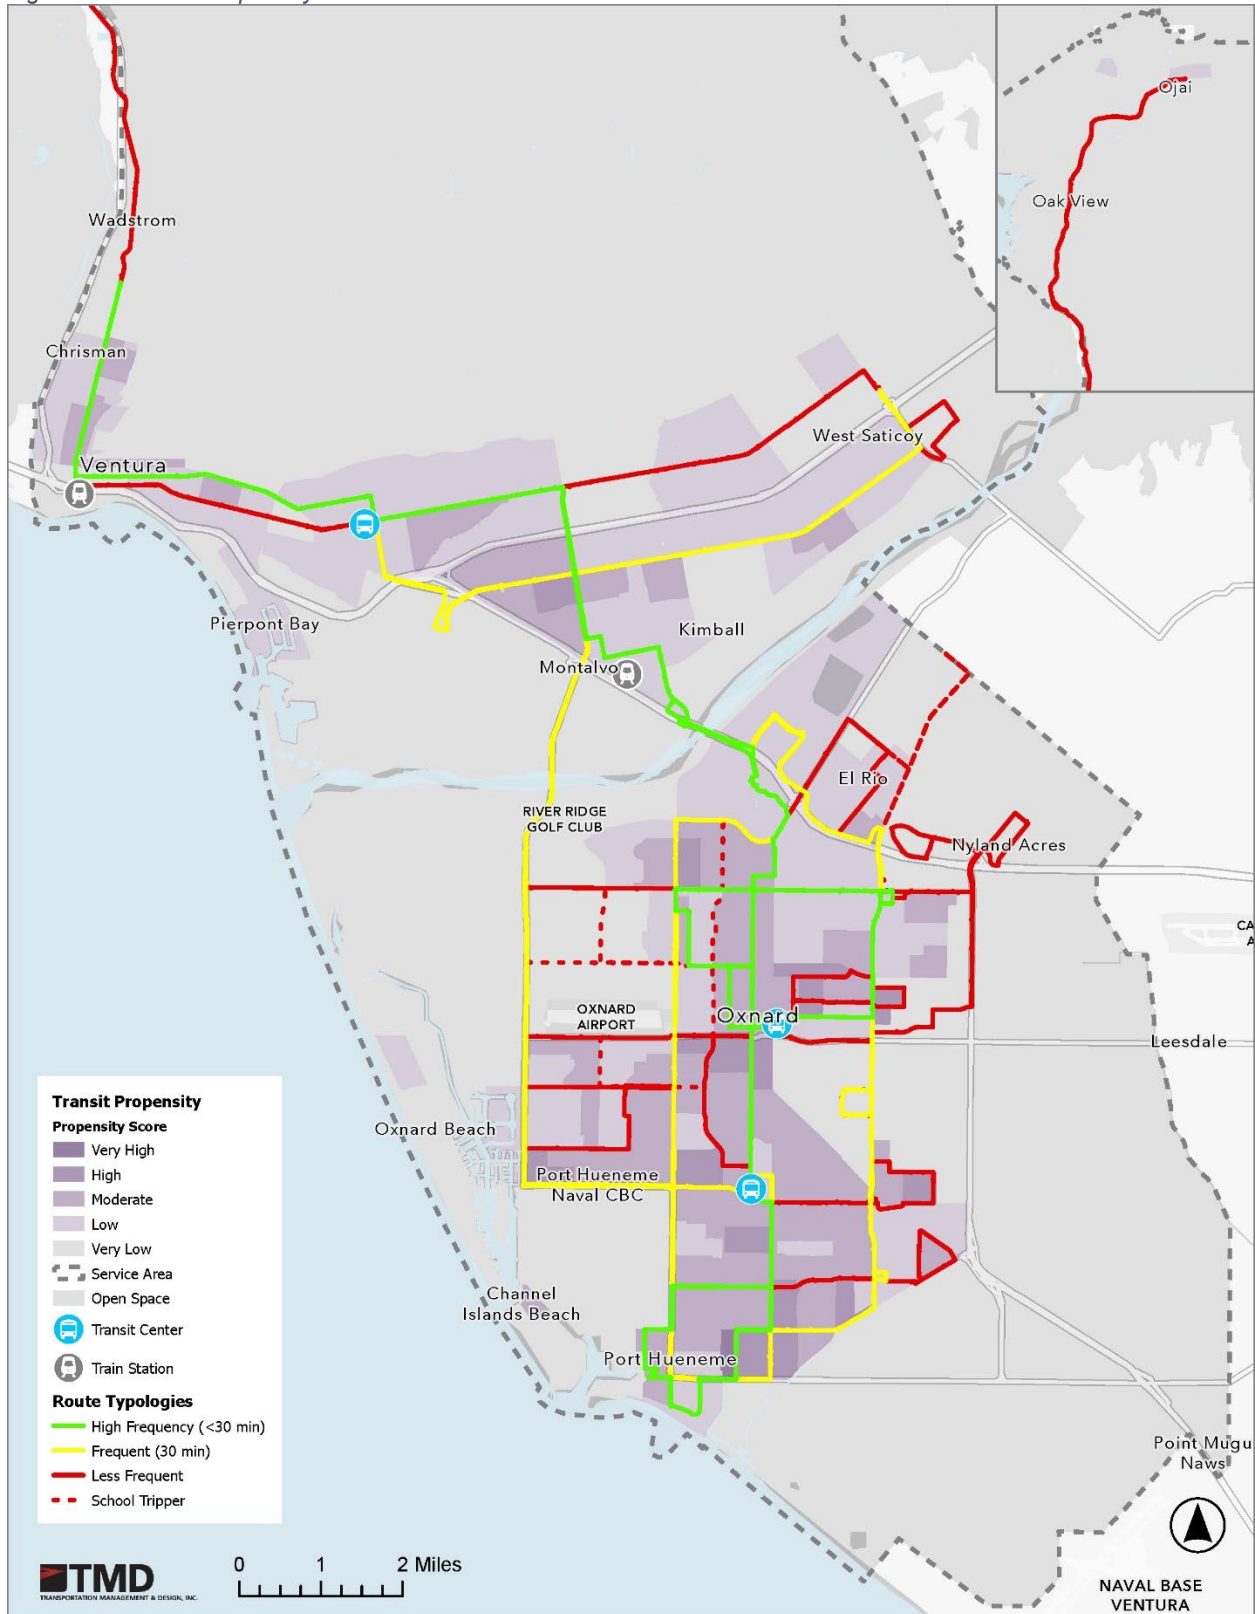 Ojai
Oak View
Wadstrom
Chrisman
Ventura
West Saticoy
Pierpont Bay
Kimball
Montalvo
El Rio
RIVER RIDGE
GOLF CLUB
Nyland Acres
OXNARD
AIRPORT
Oxnard
Leesdale
Oxnard Beach
Port Hueneme
Naval CBC
Channel
Islands Beach
Port Hueneme
Point Mugu
Naws
NAVAL BASE
VENTURA
Transit Propensity
Propensity Score
Very High
High
Moderate
Low
Very Low
Service Area
Open Space
Transit Center
Train Station
Route Typologies
High Frequency (<30 min)
Frequent (30 min)
Less Frequent
School Tripper
TMD
TRANSPORTATION MANAGEMENT & DESIGN, INC.
0 1 2 Miles